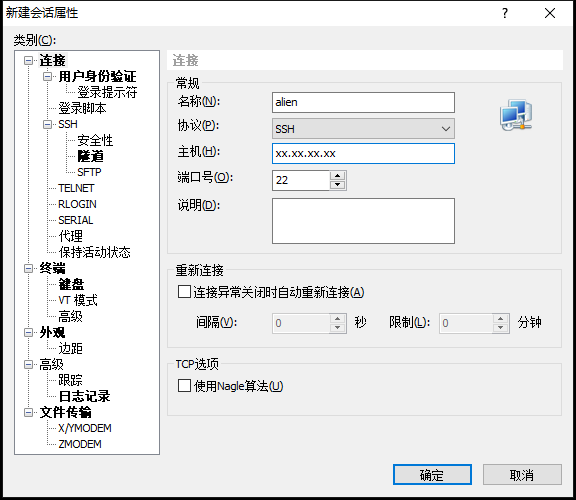 新建会话属性
类别(C):
连接
用户身份验证
登录提示符
登录脚本
SSH
安全性
隧道
SFTP
TELNET
RLOGIN
SERIAL
代理
保持活动状态
终端
键盘
VT 模式
高级
外观
边距
高级
跟踪
日志记录
文件传输
X/YMODEM
ZMODEM
连接
常规
名称(N): alien
协议(P): SSH
主机(H): xx.xx.xx.xx
端口号(O): 22
说明(D):
重新连接
连接异常关闭时自动重新连接(A)
间隔(V): 0 秒 限制(L): 0 分钟
TCP选项
使用Nagle算法(U)
确定 取消